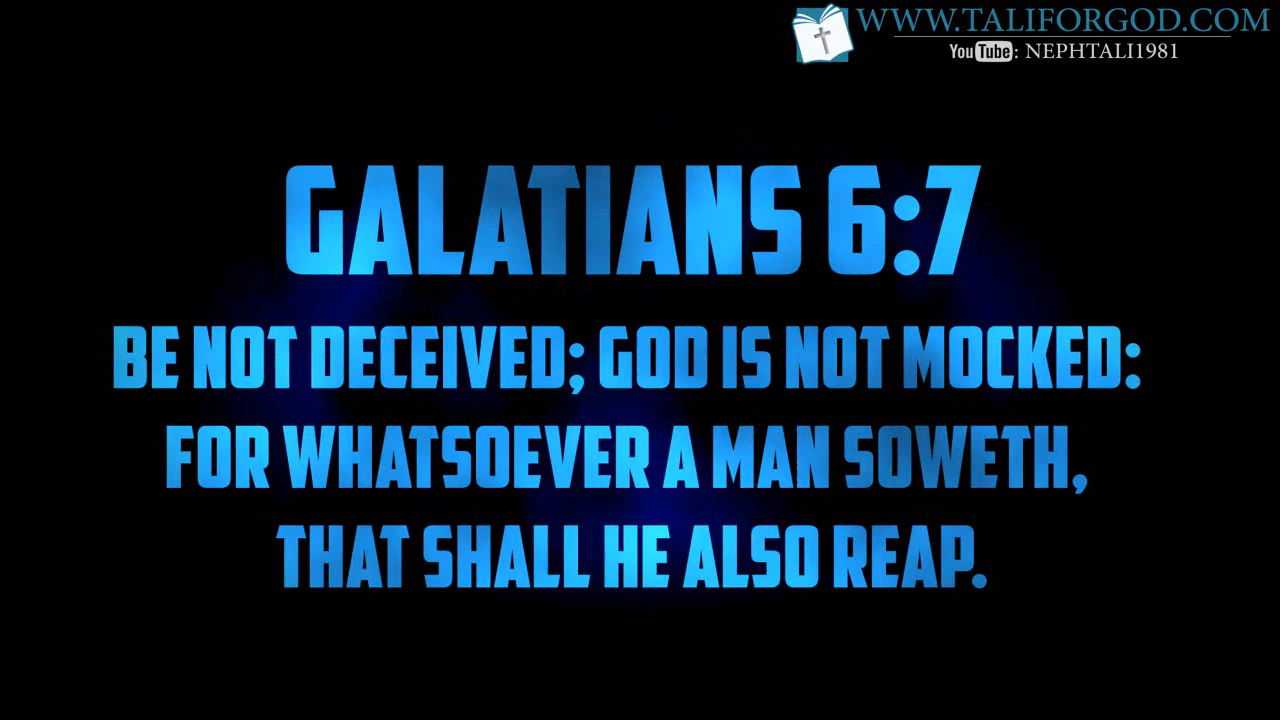 WWW.TALIFORGOD.COM
YouTube: NEPHTALI1981
GALATIANS 6:7
BE NOT DECEIVED; GOD IS NOT MOCKED:
FOR WHATSOEVER A MAN SOWETH,
THAT SHALL HE ALSO REAP.